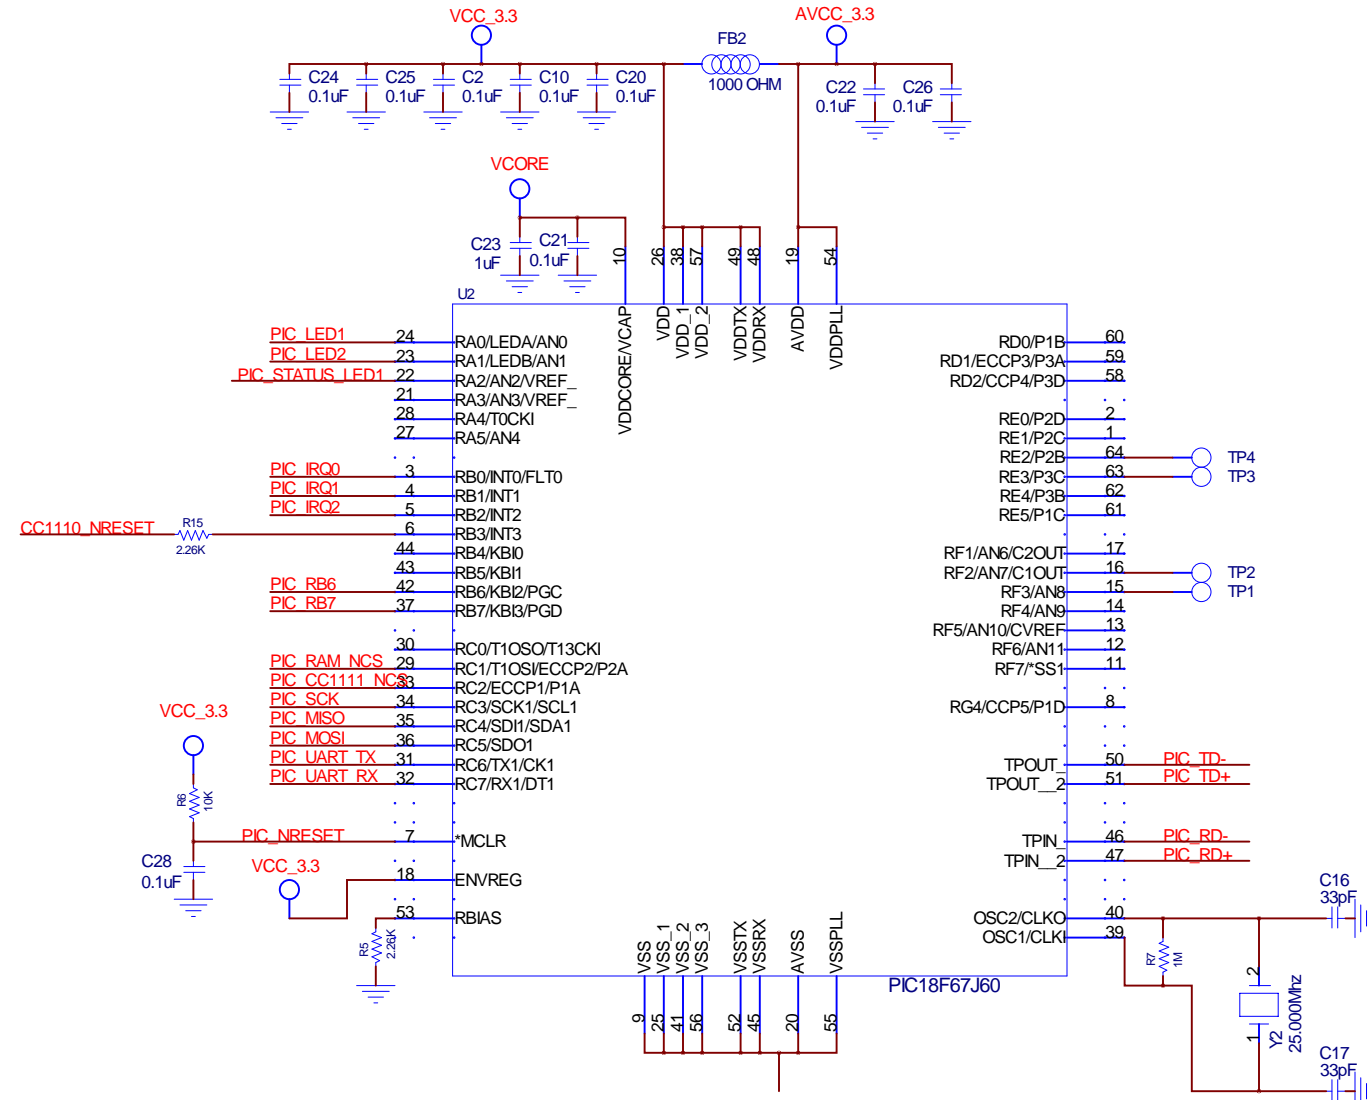 VCC_3.3
AVCC_3.3
FB2
1000 OHM
C24
0.1uF
C25
0.1uF
C2
0.1uF
C10
0.1uF
C20
0.1uF
C22
0.1uF
C26
0.1uF
VCORE
C23
1uF
C21
0.1uF
10
26
38
57
49
48
19
54
U2
VDDCORE/VCAP
VDD
VDD_1
VDD_2
VDDTX
VDDRX
AVDD
VDDPLL
PIC_LED1 24 RA0/LEDA/AN0
PIC_LED2 23 RA1/LEDB/AN1
PIC_STATUS_LED1 22 RA2/AN2/VREF_
21 RA3/AN3/VREF_
28 RA4/T0CKI
27 RA5/AN4
PIC_IRQ0 3 RB0/INT0/FLT0
PIC_IRQ1 4 RB1/INT1
PIC_IRQ2 5 RB2/INT2
CC1110_NRESET R15 2.26K 6 RB3/INT3
44 RB4/KBI0
43 RB5/KBI1
PIC_RB6 42 RB6/KBI2/PGC
PIC_RB7 37 RB7/KBI3/PGD
30 RC0/T1OSO/T13CKI
PIC_RAM_NCS 29 RC1/T1OSI/ECCP2/P2A
PIC_CC1111_NCS 33 RC2/ECCP1/P1A
PIC_SCK 34 RC3/SCK1/SCL1
PIC_MISO 35 RC4/SDI1/SDA1
PIC_MOSI 36 RC5/SDO1
PIC_UART_TX 31 RC6/TX1/CK1
PIC_UART_RX 32 RC7/RX1/DT1
VCC_3.3
R6
10K
PIC_NRESET 7 *MCLR
C28
0.1uF
VCC_3.3
18 ENVREG
53 RBIAS
R5
2.26K
RD0/P1B 60
RD1/ECCP3/P3A 59
RD2/CCP4/P3D 58
RE0/P2D 2
RE1/P2C 1
RE2/P2B 64 TP4
RE3/P3C 63 TP3
RE4/P3B 62
RE5/P1C 61
RF1/AN6/C2OUT 17
RF2/AN7/C1OUT 16 TP2
RF3/AN8 15 TP1
RF4/AN9 14
RF5/AN10/CVREF 13
RF6/AN11 12
RF7/*SS1 11
RG4/CCP5/P1D 8
TPOUT_ 50 PIC_TD-
TPOUT__2 51 PIC_TD+
TPIN_ 46 PIC_RD-
TPIN__2 47 PIC_RD+
OSC2/CLKO 40
OSC1/CLKI 39
C16
33pF
R7
1M
2
1
Y2
25.000Mhz
C17
33pF
VSS
VSS_1
VSS_2
VSS_3
VSSTX
VSSRX
AVSS
VSSPLL
PIC18F67J60
9
25
41
56
52
45
20
55